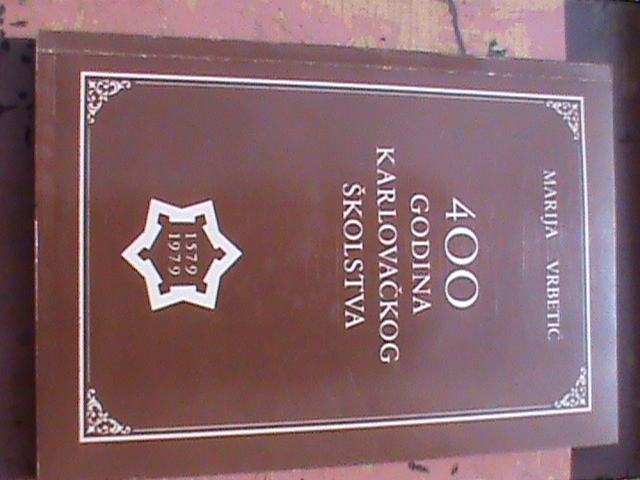 MARIJA VRBETIĆ
400
GODINA
KARLOVAČKOG
ŠKOLSTVA
1579
1979